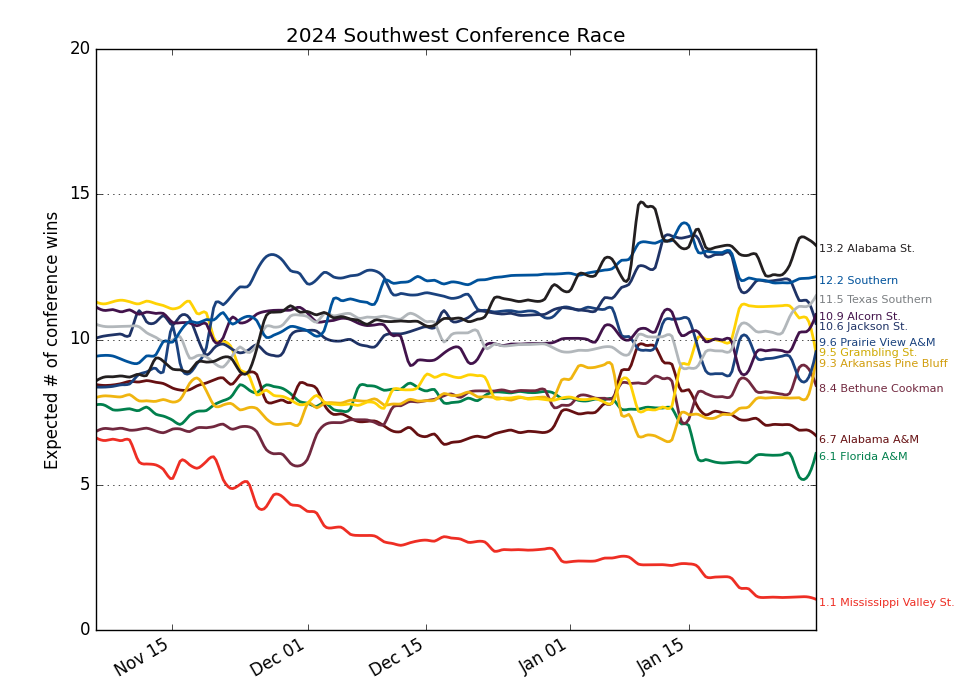 2024 Southwest Conference Race
Expected # of conference wins
20
15
10
5
0
Nov 15
Dec 01
Dec 15
Jan 01
Jan 15
13.2 Alabama St.
12.2 Southern
11.5 Texas Southern
10.9 Alcorn St.
10.6 Jackson St.
9.6 Prairie View A&M
9.5 Grambling St.
9.3 Arkansas Pine Bluff
8.4 Bethune Cookman
6.7 Alabama A&M
6.1 Florida A&M
1.1 Mississippi Valley St.